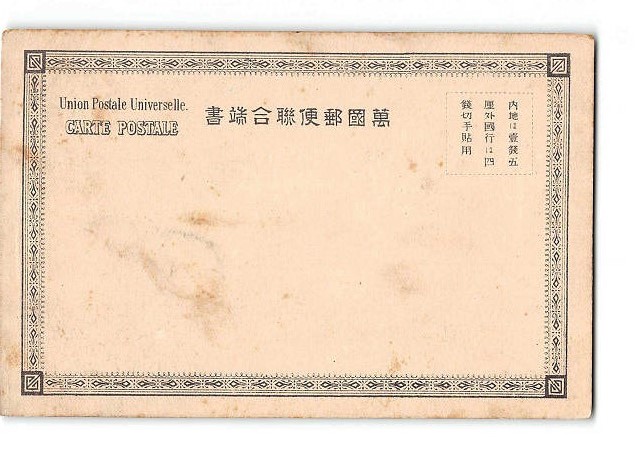 Union Postale Universelle.
CARTE POSTALE
書端合聯便郵國萬
內地は壹錢五
厘外國行は四
錢切手貼用